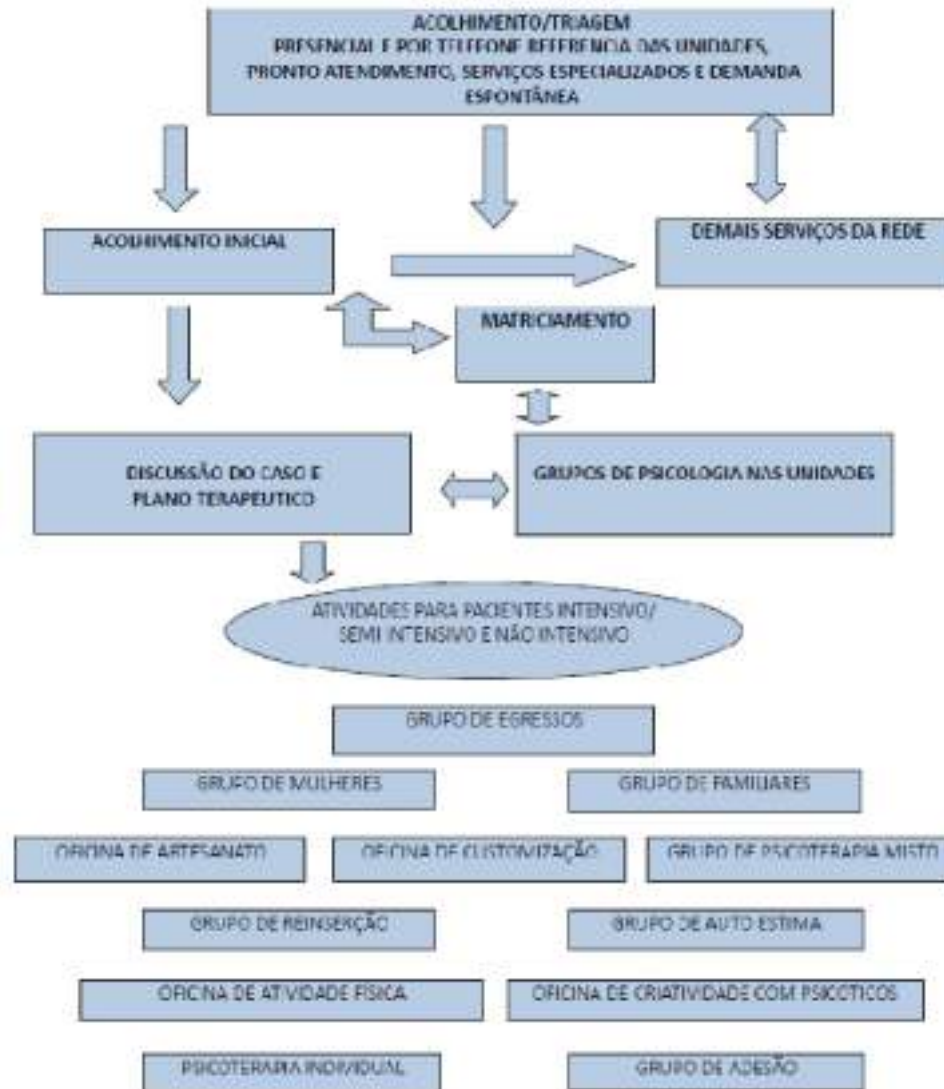 ACOLHIMENTO/TRIAGEM
PRESENCIAL E POR TELEFONE REFERENCIA DAS UNIDADES,
PRONTO ATENDIMENTO, SERVIÇOS ESPECIALIZADOS E DEMANDA
ESPONTÂNEA
ACOLHIMENTO INICIAL
DEMAIS SERVIÇOS DA REDE
MATRICIAMENTO
DISCUSSÃO DO CASO E
PLANO TERAPEUTICO
GRUPOS DE PSICOLOGIA NAS UNIDADES
ATIVIDADES PARA PACIENTES INTENSIVO/
SEMI INTENSIVO E NÃO INTENSIVO
GRUPO DE EGRESSOS
GRUPO DE MULHERES
GRUPO DE FAMILIARES
OFICINA DE ARTESANATO
OFICINA DE CUSTOMIZAÇÃO
GRUPO DE PSICOTERAPIA MISTO
GRUPO DE REINSERÇÃO
GRUPO DE AUTO ESTIMA
OFICINA DE ATIVIDADE FÍSICA
OFICINA DE CRIATIVIDADE COM PSICOTICOS
PSICOTERAPIA INDIVIDUAL
GRUPO DE ADESÃO